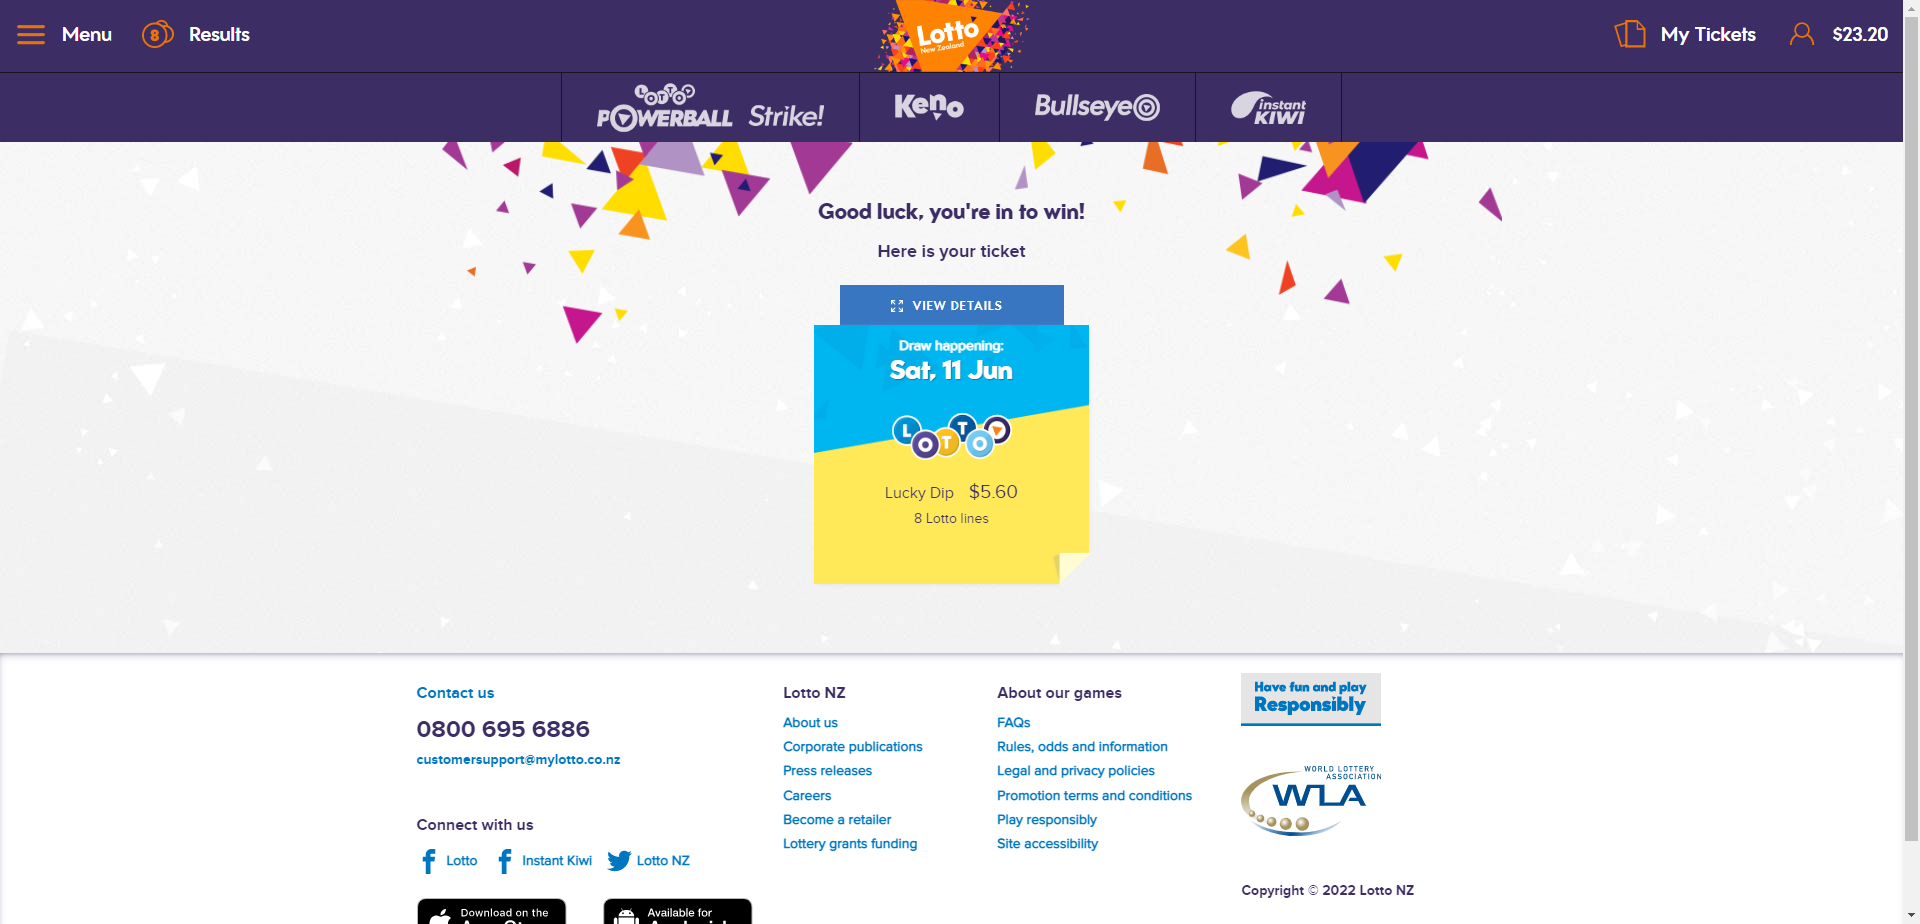 Menu
8
Results
Lotto
New Zealand
My Tickets
$23.20
LOTTO
POWERBALL
Strike!
Keno
Bullseye
instant
KIWI
Good luck, you're in to win!
Here is your ticket
VIEW DETAILS
Draw happening:
Sat, 11 Jun
LOTTO
Lucky Dip $5.60
8 Lotto lines
Contact us
0800 695 6886
customersupport@mylotto.co.nz
Connect with us
Lotto
Instant Kiwi
Lotto NZ
Download on the
Available for
Lotto NZ
About us
Corporate publications
Press releases
Careers
Become a retailer
Lottery grants funding
About our games
FAQs
Rules, odds and information
Legal and privacy policies
Promotion terms and conditions
Play responsibly
Site accessibility
Have fun and play
Responsibly
WORLD LOTTERY
ASSOCIATION
WLA
Copyright © 2022 Lotto NZ